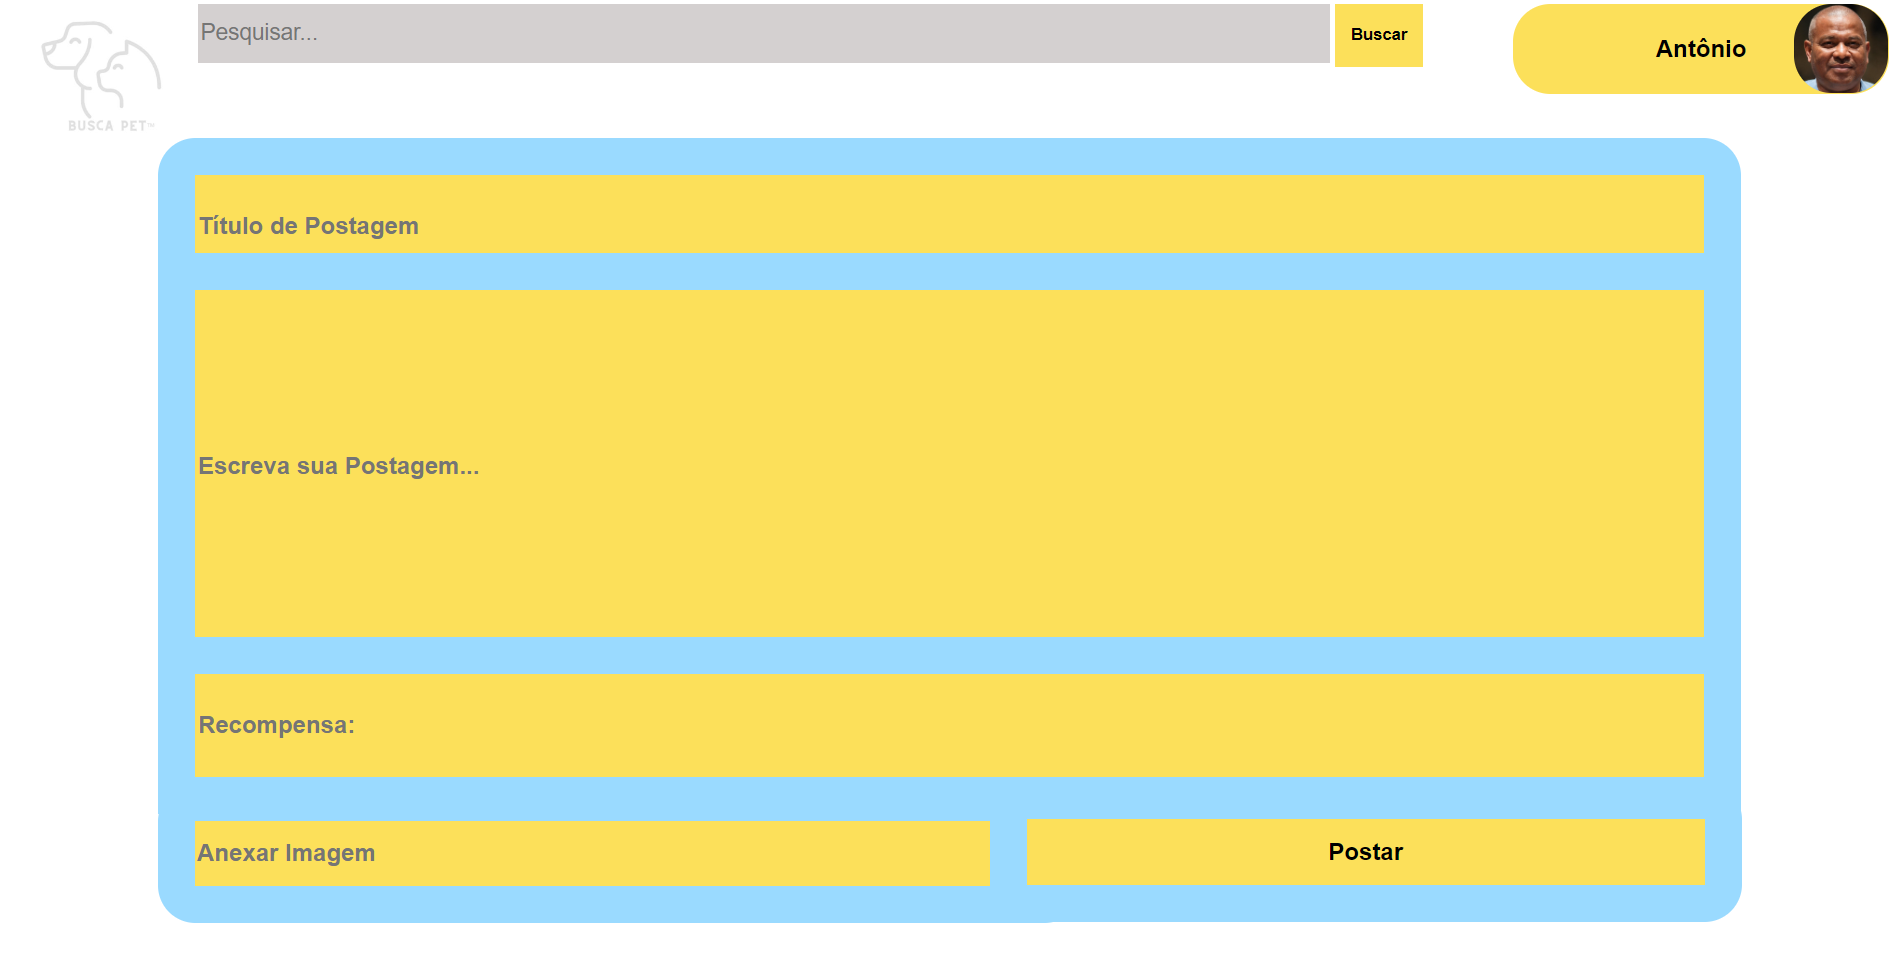 Pesquisar...
Buscar
Antônio
BUSCA PET™
Título de Postagem
Escreva sua Postagem...
Recompensa:
Anexar Imagem
Postar